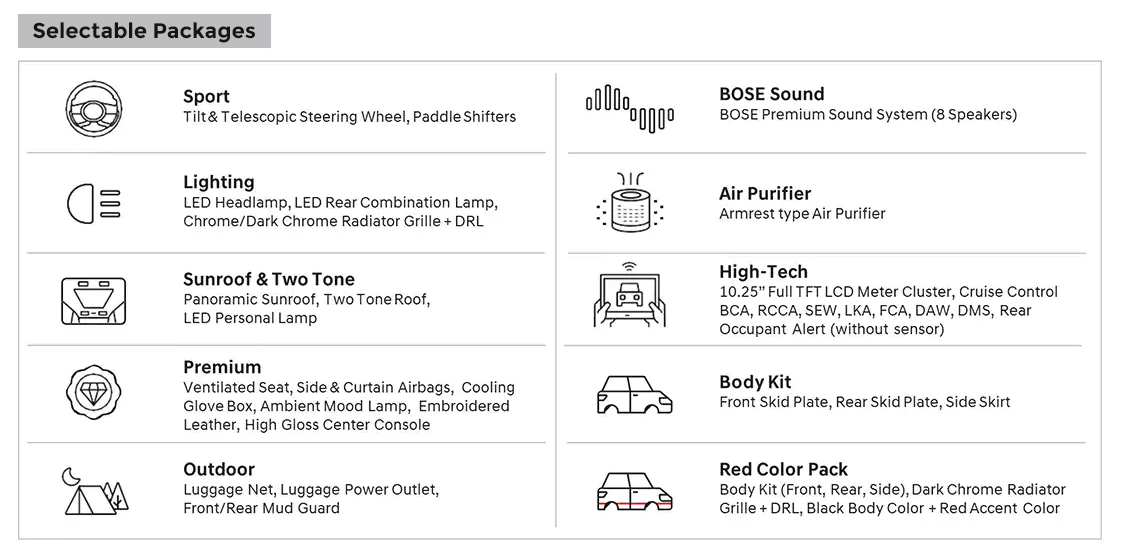 Selectable Packages
Sport
Tilt & Telescopic Steering Wheel, Paddle Shifters
Lighting
LED Headlamp, LED Rear Combination Lamp,
Chrome/Dark Chrome Radiator Grille + DRL
Sunroof & Two Tone
Panoramic Sunroof, Two Tone Roof,
LED Personal Lamp
Premium
Ventilated Seat, Side & Curtain Airbags, Cooling
Glove Box, Ambient Mood Lamp, Embroidered
Leather, High Gloss Center Console
Outdoor
Luggage Net, Luggage Power Outlet,
Front/Rear Mud Guard
BOSE Sound
BOSE Premium Sound System (8 Speakers)
Air Purifier
Armrest type Air Purifier
High-Tech
10.25” Full TFT LCD Meter Cluster, Cruise Control
BCA, RCCA, SEW, LKA, FCA, DAW, DMS, Rear
Occupant Alert (without sensor)
Body Kit
Front Skid Plate, Rear Skid Plate, Side Skirt
Red Color Pack
Body Kit (Front, Rear, Side), Dark Chrome Radiator
Grille + DRL, Black Body Color + Red Accent Color